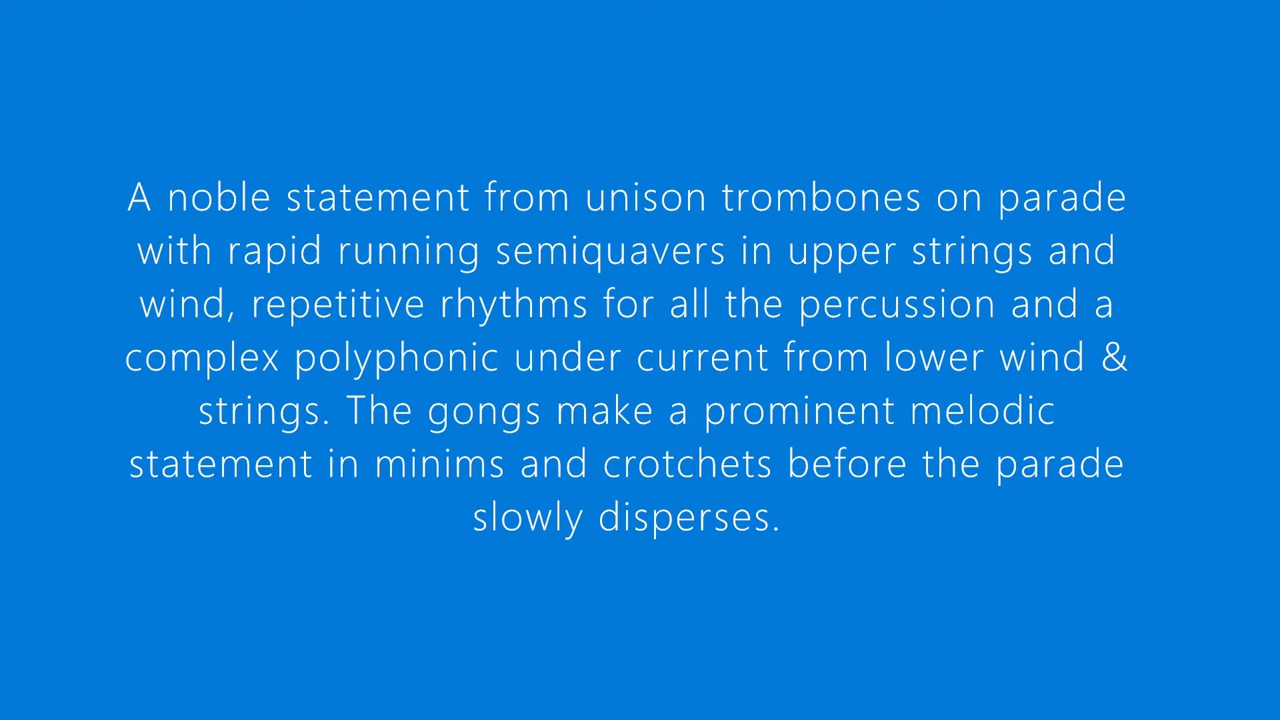 A noble statement from unison trombones on parade
with rapid running semiquavers in upper strings and
wind, repetitive rhythms for all the percussion and a
complex polyphonic under current from lower wind &
strings. The gongs make a prominent melodic
statement in minims and crotchets before the parade
slowly disperses.